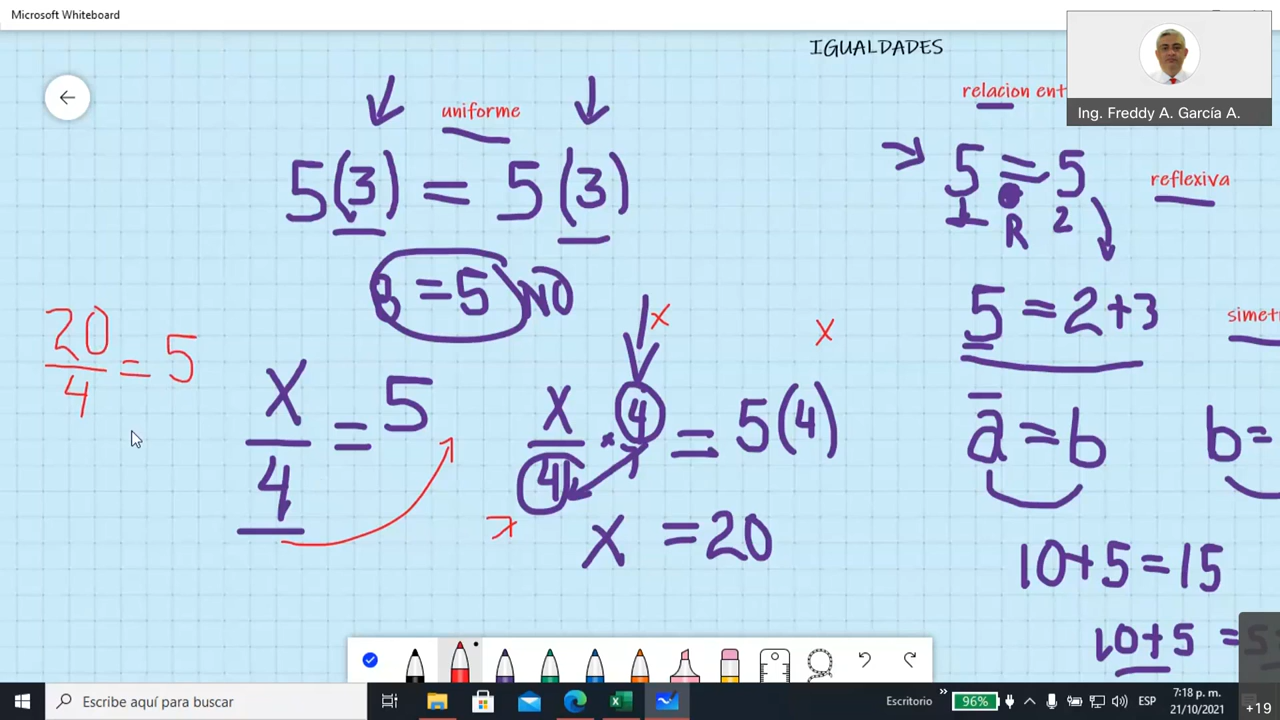 Microsoft Whiteboard
IGUALDADES
Ing. Freddy A. García A.
uniforme
5(3) = 5(3)
= 5 NO
20/4 = 5
x/4 = 5
x
x
x/4 · 4/1 = 5(4)
x = 20
relacion ent
5 = 5
1 R 2
reflexiva
5 = 2+3
simet
a = b
b =
10+5 = 15
10+5 =
Escribe aquí para buscar
Escritorio
»
96%
ESP
7:18 p. m.
21/10/2021
+19